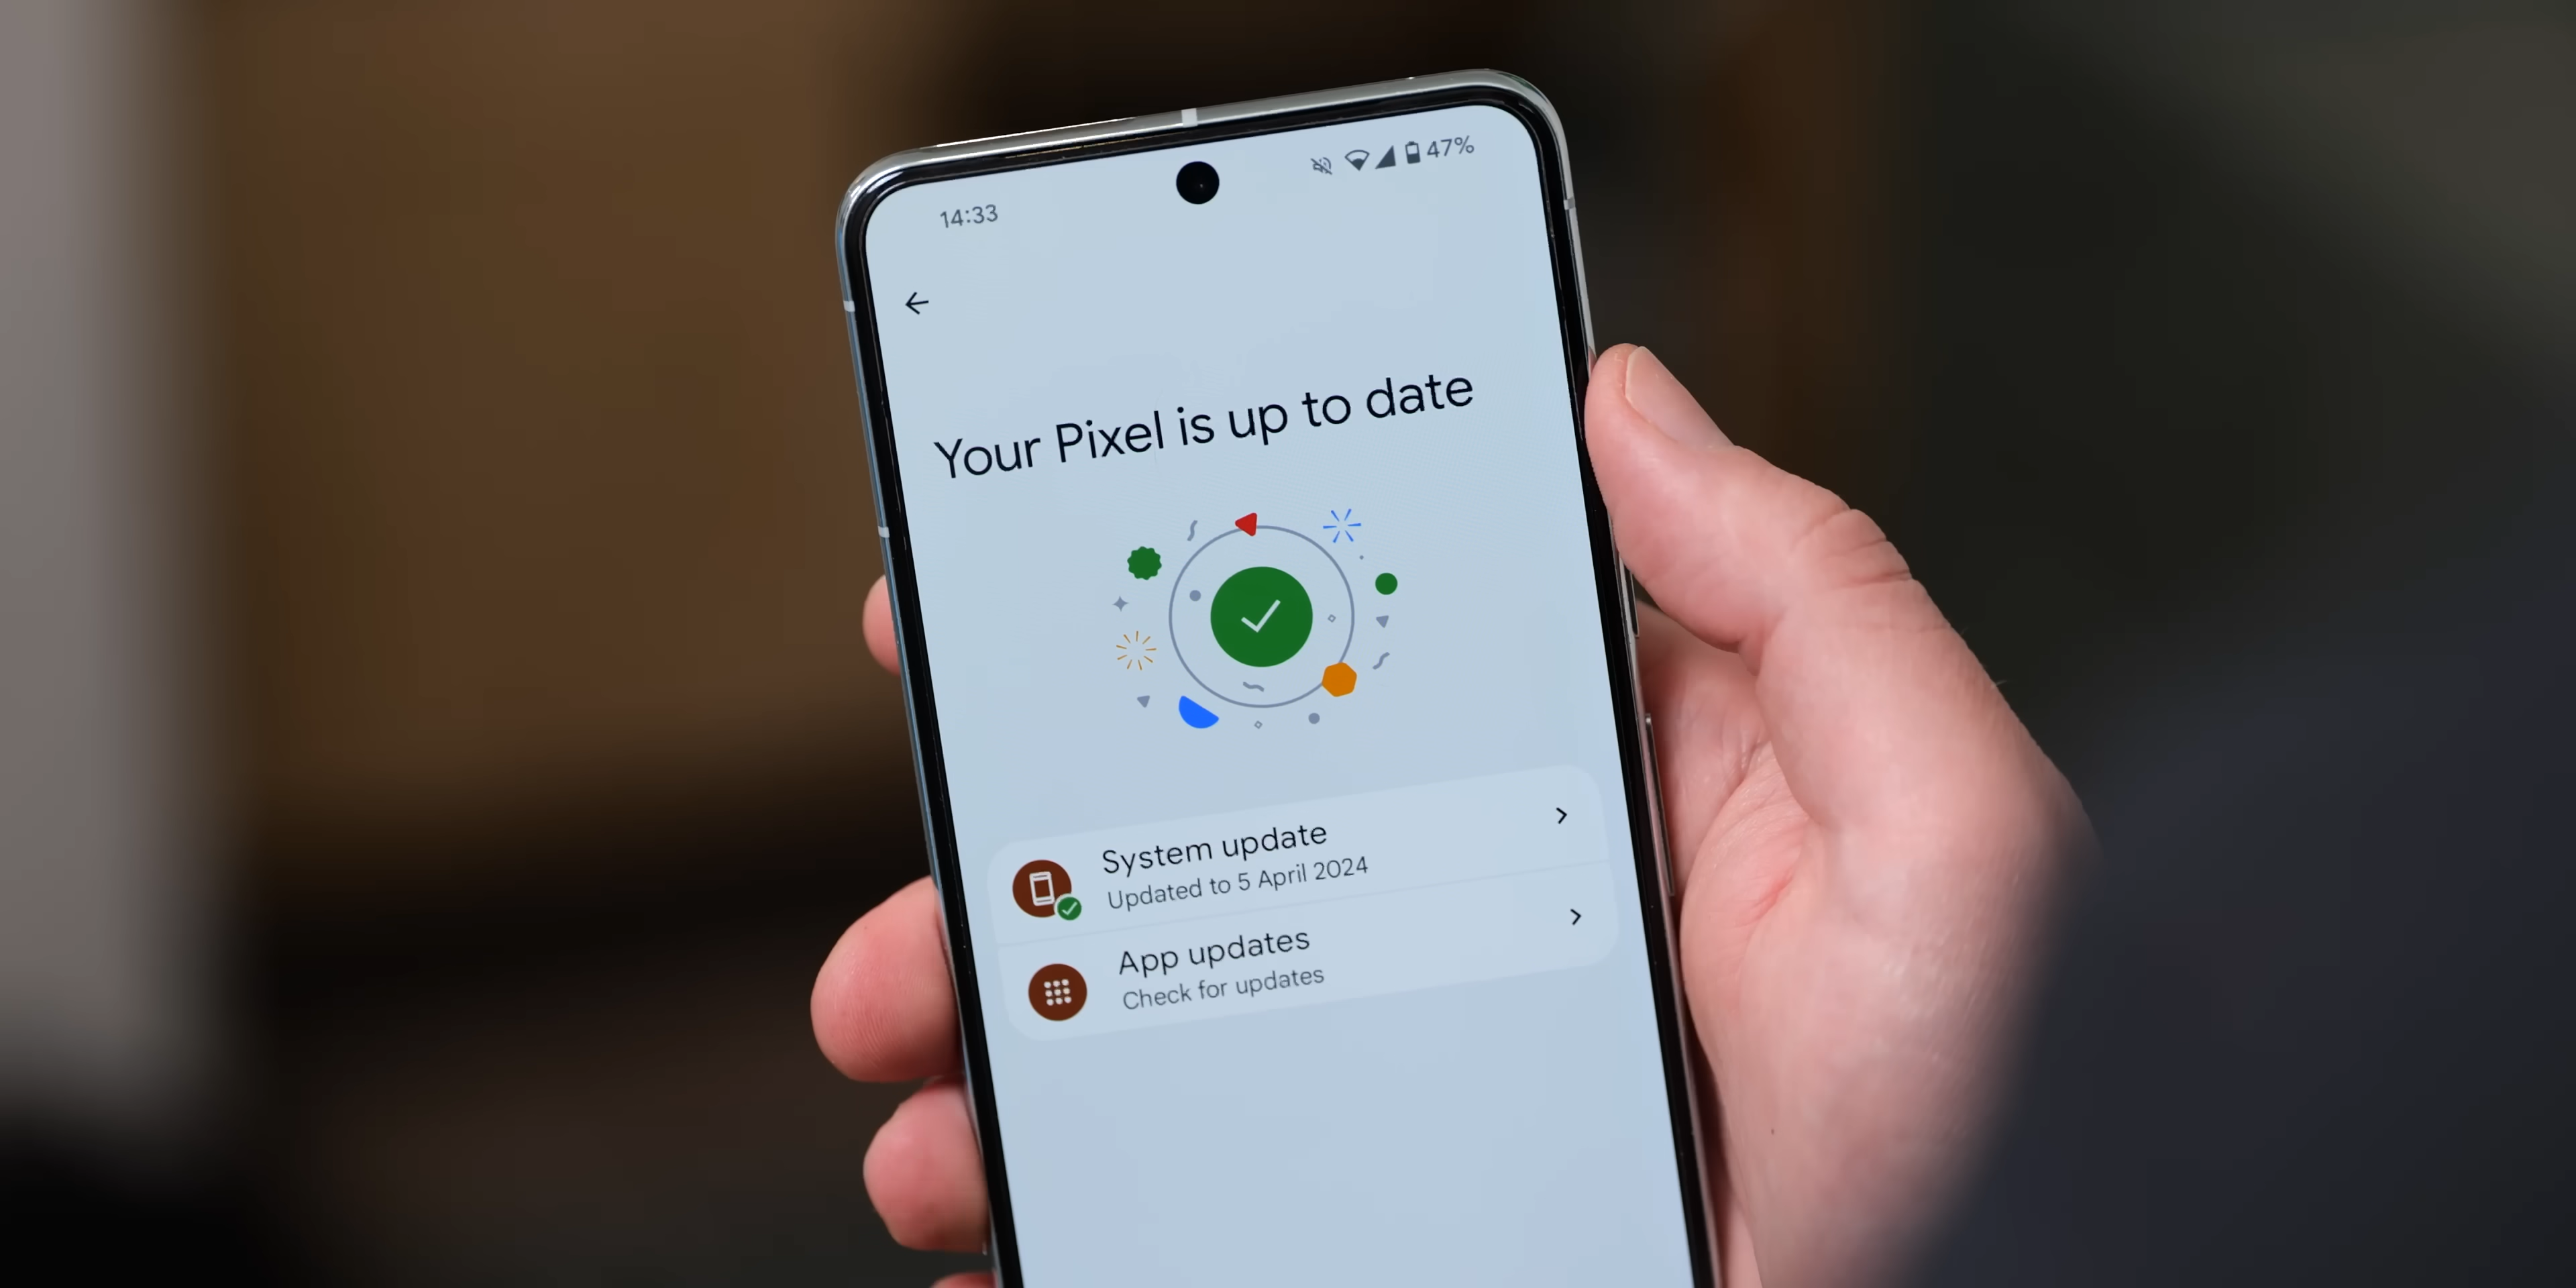 14:33
47%
Your Pixel is up to date
System update
Updated to 5 April 2024
App updates
Check for updates